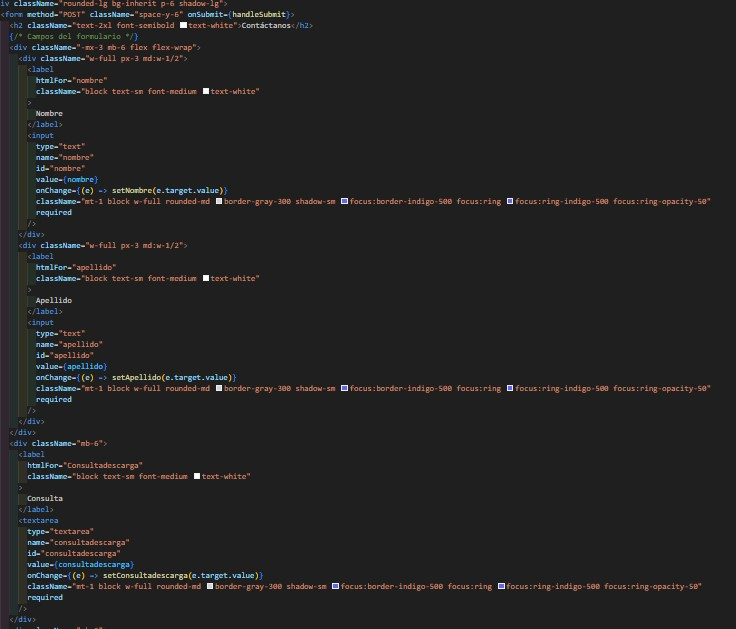 iv className="rounded-lg bg-inherit p-6 shadow-lg">
<form method="POST" className="space-y-6" onSubmit={handleSubmit}>
<h2 className="text-2xl font-semibold text-white">Contáctanos</h2>
{/* Campos del formulario */}
<div className="-mx-3 mb-6 flex flex-wrap">
<div className="w-full px-3 md:w-1/2">
<label
htmlFor="nombre"
className="block text-sm font-medium text-white"
>
Nombre
</label>
<input
type="text"
name="nombre"
id="nombre"
value={nombre}
onChange={(e) => setNombre(e.target.value)}
className="mt-1 block w-full rounded-md border-gray-300 shadow-sm focus:border-indigo-500 focus:ring focus:ring-indigo-500 focus:ring-opacity-50"
required
/>
</div>
<div className="w-full px-3 md:w-1/2">
<label
htmlFor="apellido"
className="block text-sm font-medium text-white"
>
Apellido
</label>
<input
type="text"
name="apellido"
id="apellido"
value={apellido}
onChange={(e) => setApellido(e.target.value)}
className="mt-1 block w-full rounded-md border-gray-300 shadow-sm focus:border-indigo-500 focus:ring focus:ring-indigo-500 focus:ring-opacity-50"
required
/>
</div>
</div>
<div className="mb-6">
<label
htmlFor="Consultadescarga"
className="block text-sm font-medium text-white"
>
Consulta
</label>
<textarea
type="textarea"
name="consultadescarga"
id="consultadescarga"
value={consultadescarga}
onChange={(e) => setConsultadescarga(e.target.value)}
className="mt-1 block w-full rounded-md border-gray-300 shadow-sm focus:border-indigo-500 focus:ring focus:ring-indigo-500 focus:ring-opacity-50"
required
/>
</div>